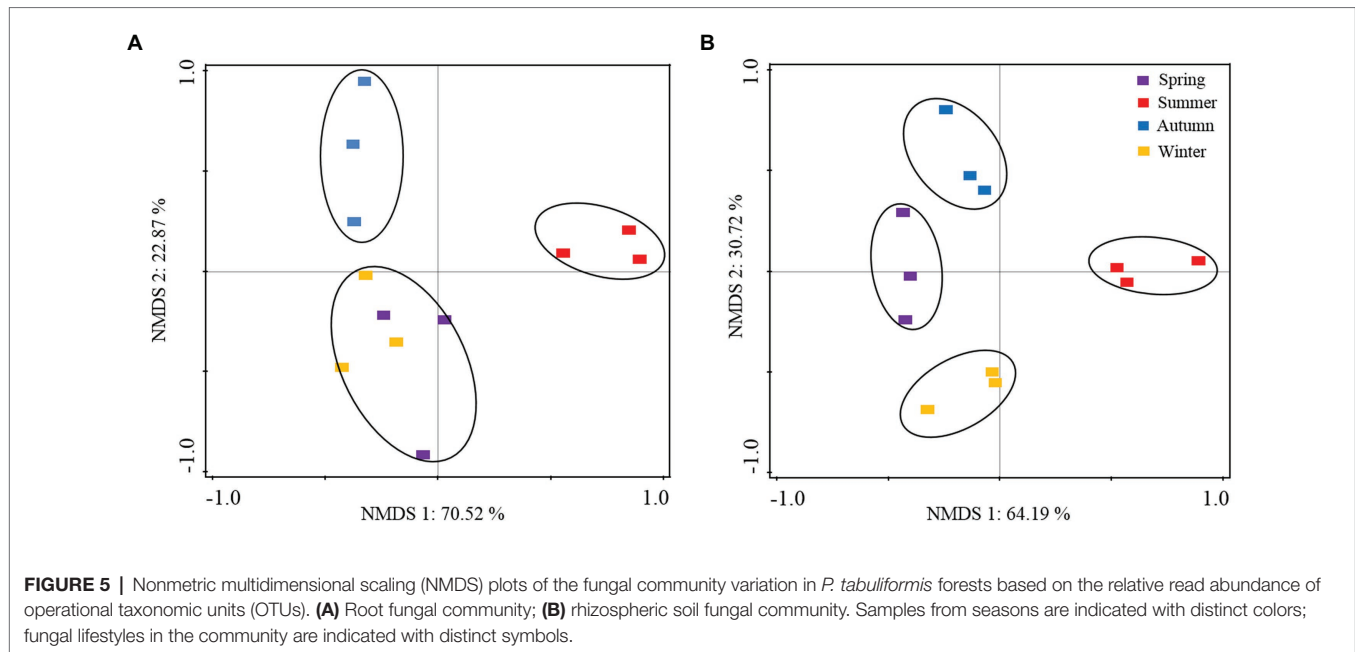 A
B
1.0
NMDS 2: 22.87 %
-1.0
-1.0
1.0
NMDS 1: 70.52 %
1.0
NMDS 2: 30.72 %
-1.0
-1.0
1.0
NMDS 1: 64.19 %
Spring
Summer
Autumn
Winter
FIGURE 5 | Nonmetric multidimensional scaling (NMDS) plots of the fungal community variation in P. tabuliformis forests based on the relative read abundance of
operational taxonomic units (OTUs). (A) Root fungal community; (B) rhizospheric soil fungal community. Samples from seasons are indicated with distinct colors;
fungal lifestyles in the community are indicated with distinct symbols.